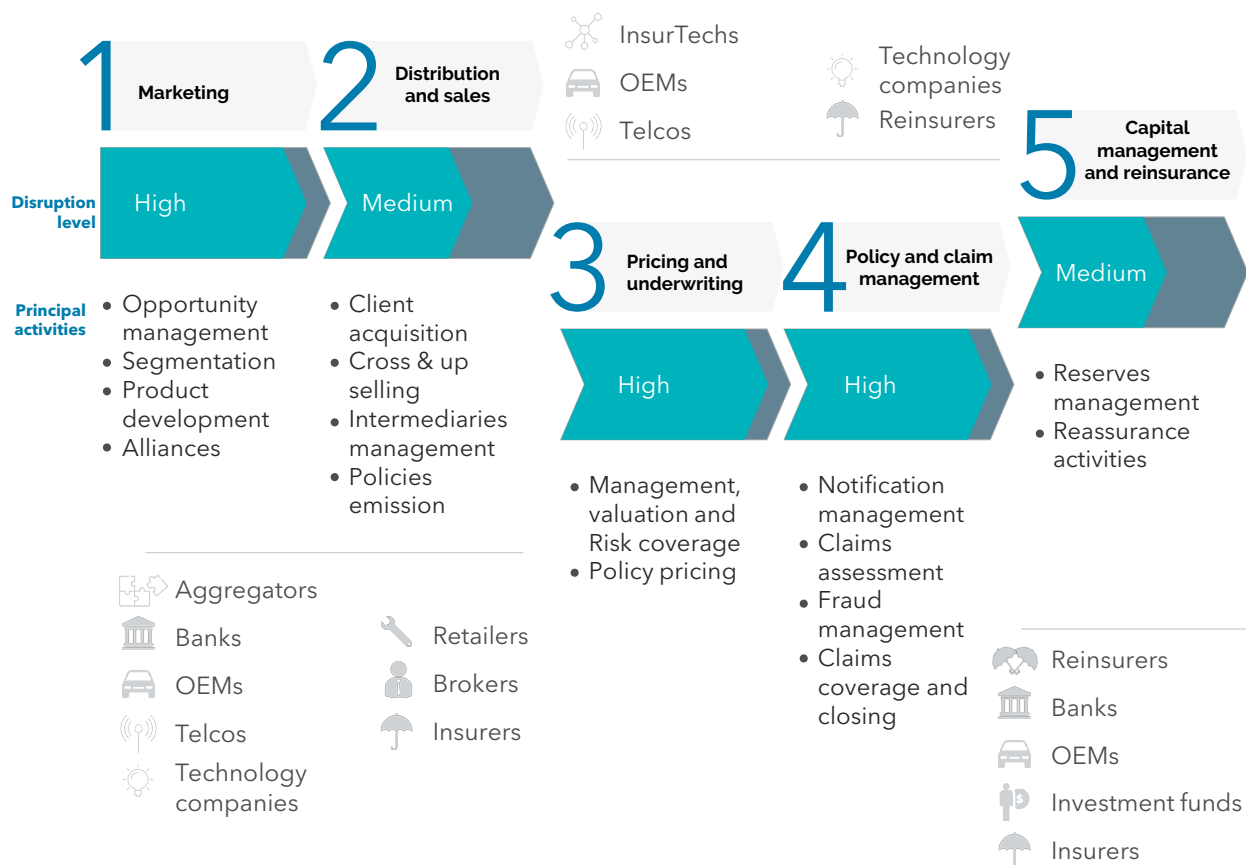 1
Marketing
2
Distribution
and sales
InsurTechs
OEMs
Telcos
Technology
companies
Reinsurers
5
Capital
management
and reinsurance
Disruption
level
High
Medium
3
Pricing and
underwriting
4
Policy and claim
management
Medium
High
High
Principal
activities
• Opportunity
management
• Segmentation
• Product
development
• Alliances
• Client
acquisition
• Cross & up
selling
• Intermediaries
management
• Policies
emission
• Management,
valuation and
Risk coverage
• Policy pricing
• Notification
management
• Claims
assessment
• Fraud
management
• Claims
coverage and
closing
• Reserves
management
• Reassurance
activities
Aggregators
Banks
OEMs
Telcos
Technology
companies
Retailers
Brokers
Insurers
Reinsurers
Banks
OEMs
$
Investment funds
Insurers